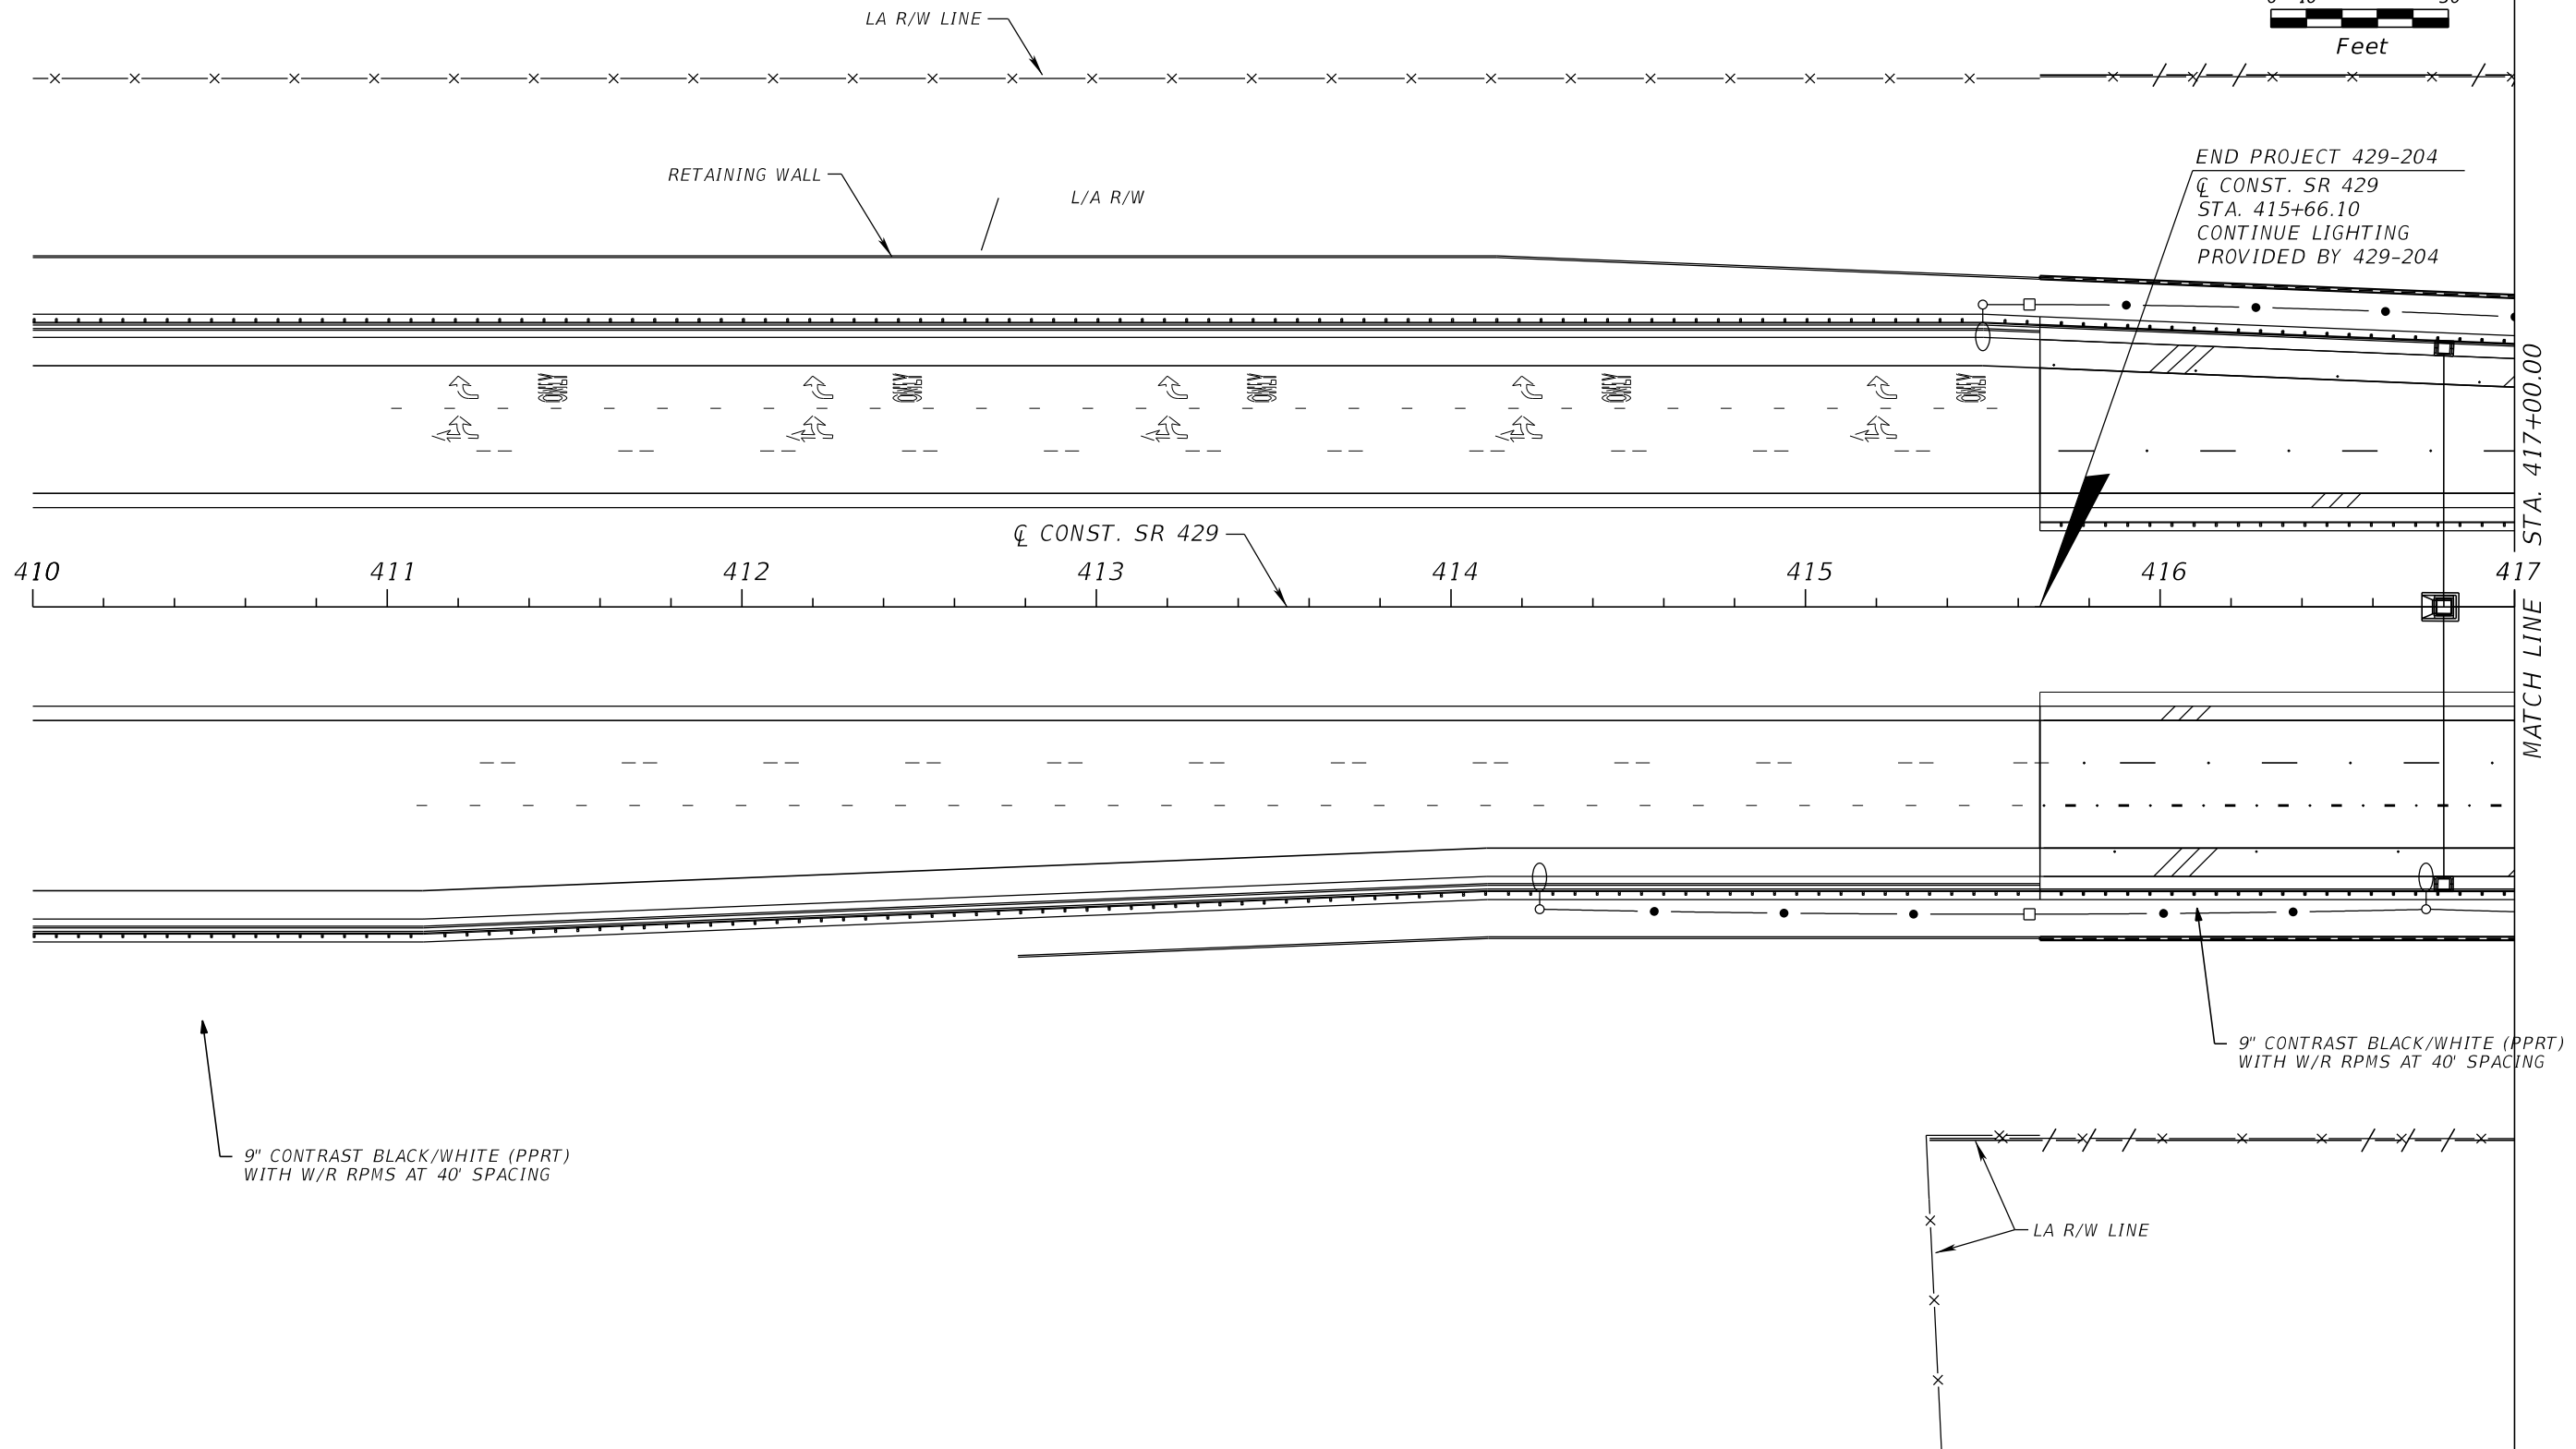 LA R/W LINE
Feet
RETAINING WALL
L/A R/W
END PROJECT 429-204
℄ CONST. SR 429
STA. 415+66.10
CONTINUE LIGHTING
PROVIDED BY 429-204
ONLY
ONLY
ONLY
ONLY
ONLY
℄ CONST. SR 429
410
411
412
413
414
415
416
417
MATCH LINE STA. 417+00.00
9" CONTRAST BLACK/WHITE (PPRT)
WITH W/R RPMS AT 40' SPACING
9" CONTRAST BLACK/WHITE (PPRT)
WITH W/R RPMS AT 40' SPACING
LA R/W LINE